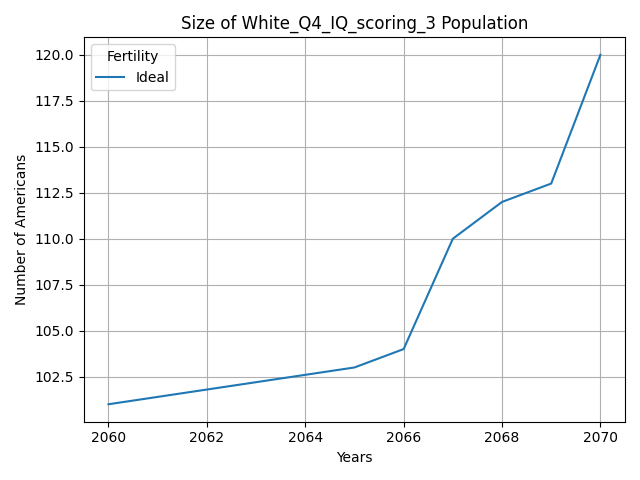 Size of White_Q4_IQ_scoring_3 Population
Fertility
Ideal
120.0
117.5
115.0
112.5
110.0
107.5
105.0
102.5
Number of Americans
2060 2062 2064 2066 2068 2070
Years